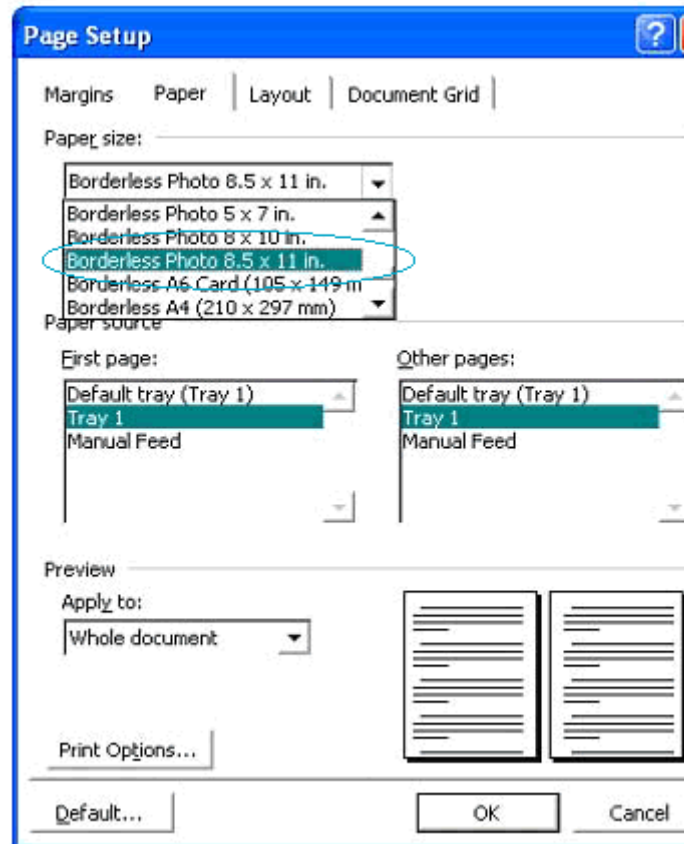 Page Setup ?
Margins Paper Layout Document Grid
Paper size:
Borderless Photo 8.5 x 11 in.
Borderless Photo 5 x 7 in.
Borderless Photo 8 x 10 in.
Borderless Photo 8.5 x 11 in.
Borderless A6 Card (105 x 149 m
Borderless A4 (210 x 297 mm)
Paper source
First page: Other pages:
Default tray (Tray 1) Default tray (Tray 1)
Tray 1 Tray 1
Manual Feed Manual Feed
Preview
Apply to:
Whole document
Print Options...
Default... OK Cancel